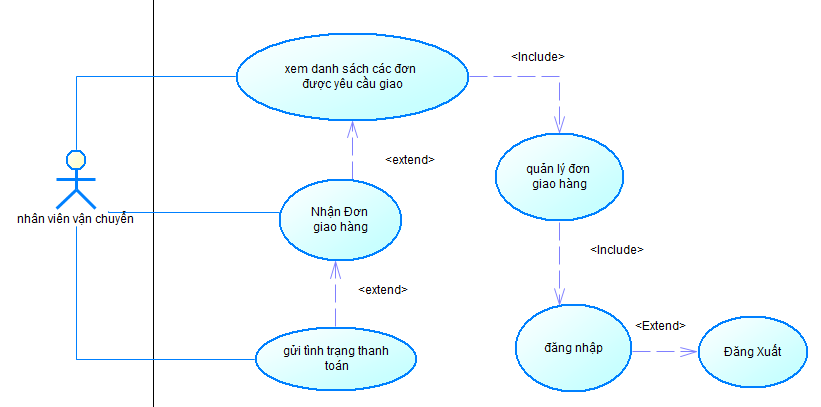 xem danh sách các đơn
được yêu cầu giao
<Include>
<extend>
quản lý đơn
giao hàng
nhân viên vận chuyển
Nhận Đơn
giao hàng
<Include>
<extend>
gửi tình trạng thanh
toán
đăng nhập
<Extend>
Đăng Xuất